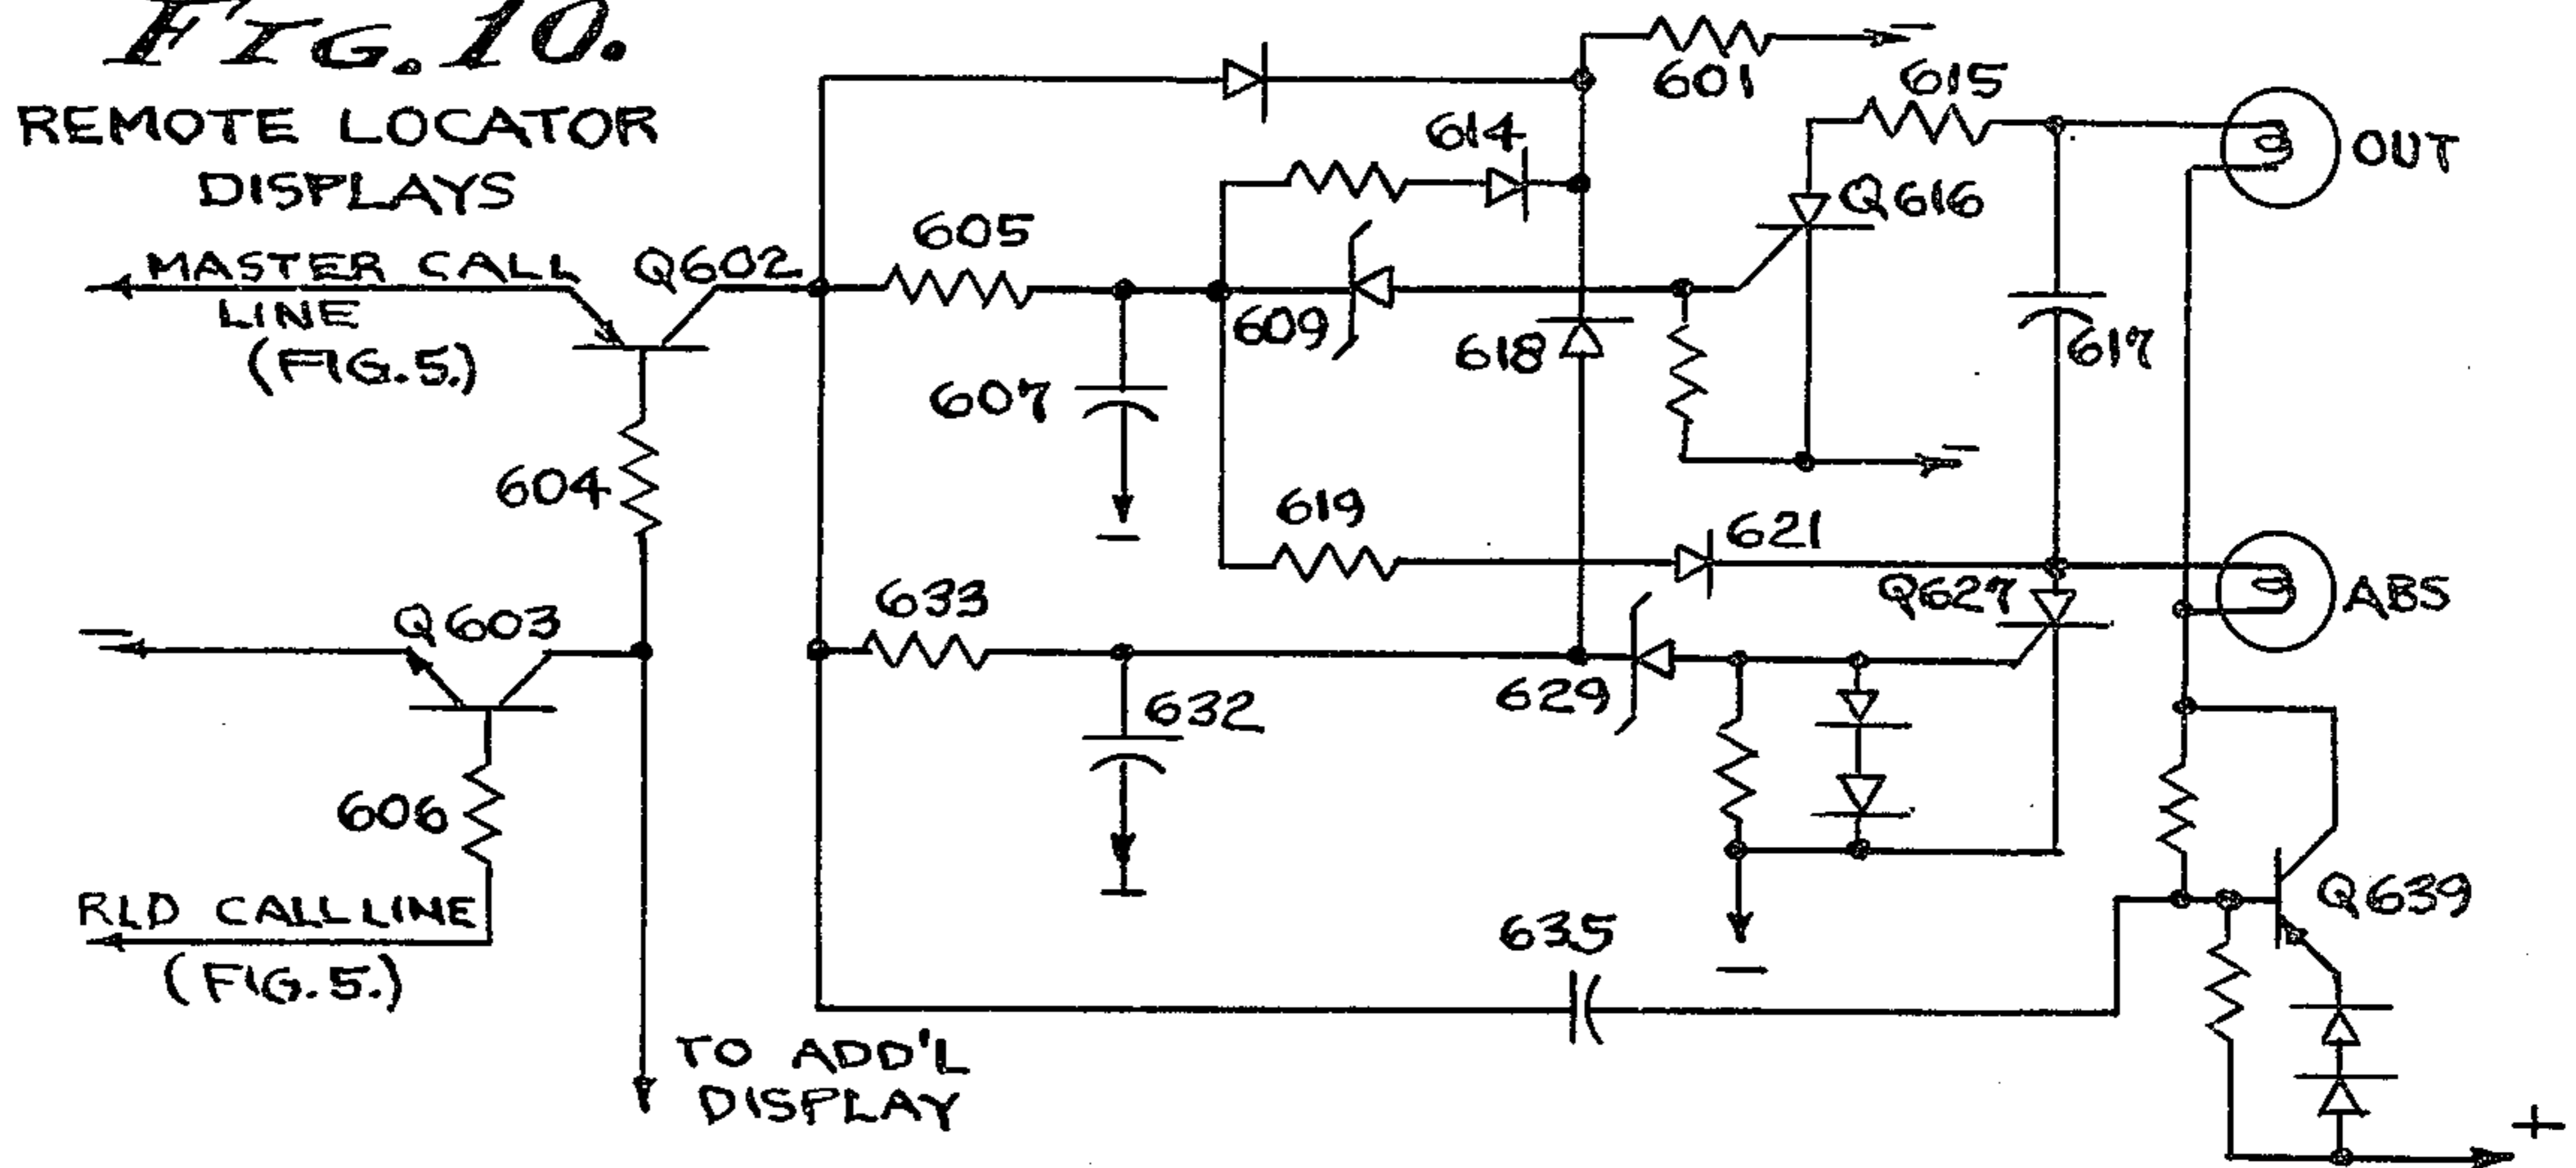 FIG. 10.
REMOTE LOCATOR
DISPLAYS
MASTER CALL
LINE
(FIG. 5.)
Q602
604
Q603
606
RLD CALL LINE
(FIG. 5.)
TO ADD'L
DISPLAY
605
607
609
614
618
601
615
Q616
617
OUT
619
621
Q627
ABS
633
632
629
635
Q639
+